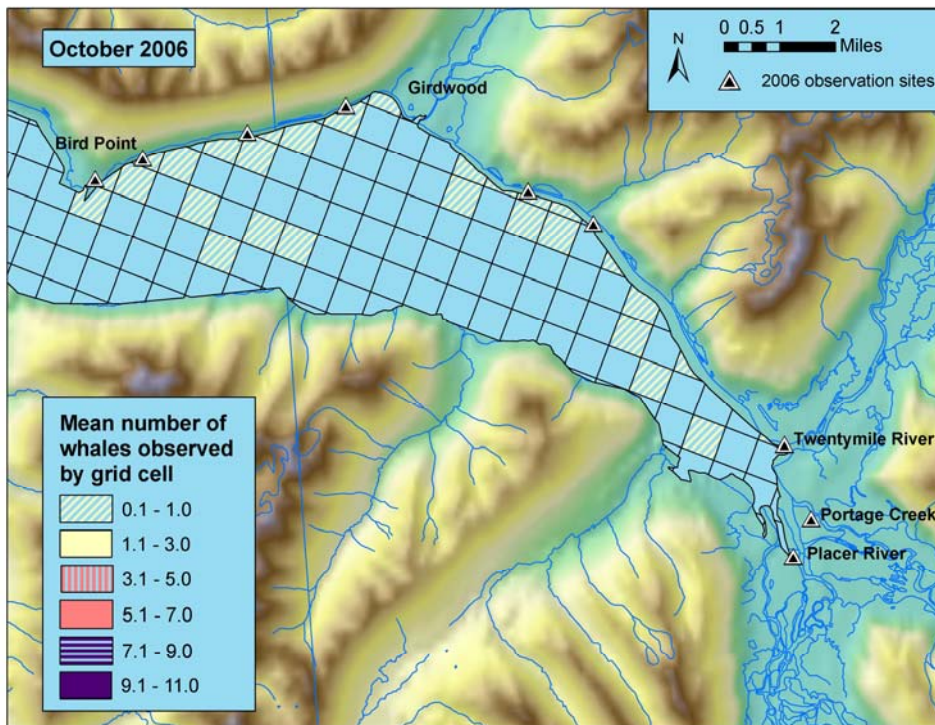 October 2006
N
0 0.5 1 2
Miles
2006 observation sites
Girdwood
Bird Point
Twentymile River
Portage Creek
Placer River
Mean number of
whales observed
by grid cell
0.1 - 1.0
1.1 - 3.0
3.1 - 5.0
5.1 - 7.0
7.1 - 9.0
9.1 - 11.0